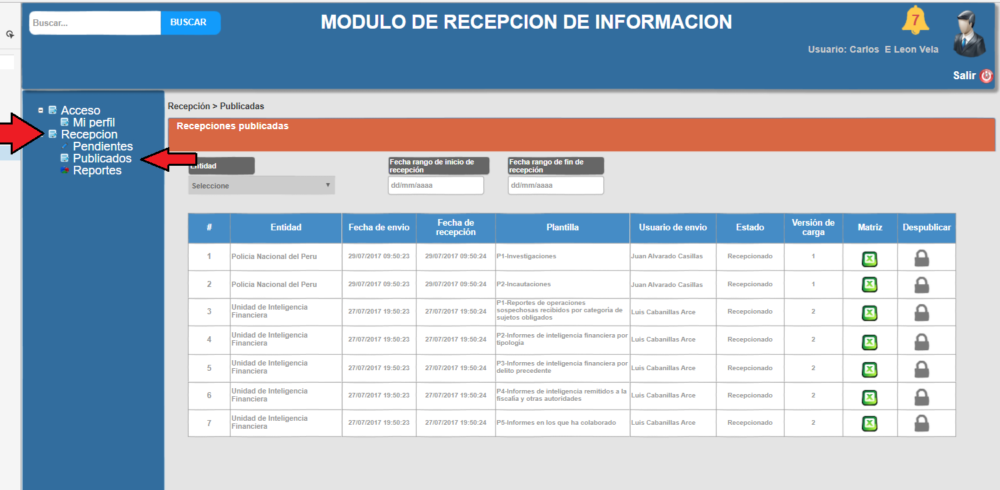 Buscar...
BUSCAR
MODULO DE RECEPCION DE INFORMACION
7
Usuario: Carlos E Leon Vela
Salir
Acceso
Mi perfil
Recepcion
Pendientes
Publicados
Reportes
Recepción > Publicadas
Recepciones publicadas
Entidad
Seleccione
Fecha rango de inicio de
recepción
dd/mm/aaaa
Fecha rango de fin de
recepción
dd/mm/aaaa
# Entidad Fecha de envio Fecha de recepción Plantilla Usuario de envio Estado Versión de carga Matriz Despublicar
1 Policia Nacional del Peru 29/07/2017 09:50:23 29/07/2017 09:50:24 P1-Investigaciones Juan Alvarado Casillas Recepcionado 1
2 Policia Nacional del Peru 29/07/2017 09:50:23 29/07/2017 09:50:24 P2-Incautaciones Juan Alvarado Casillas Recepcionado 1
3 Unidad de Inteligencia Financiera 27/07/2017 19:50:23 27/07/2017 19:50:24 P1-Reportes de operaciones sospechosas recibidos por categoria de sujetos obligados Luis Cabanillas Arce Recepcionado 2
4 Unidad de Inteligencia Financiera 27/07/2017 19:50:23 27/07/2017 19:50:24 P2-Informes de inteligencia financiera por tipología Luis Cabanillas Arce Recepcionado 2
5 Unidad de Inteligencia Financiera 27/07/2017 19:50:23 27/07/2017 19:50:24 P3-Informes de inteligencia financiera por delito precedente Luis Cabanillas Arce Recepcionado 2
6 Unidad de Inteligencia Financiera 27/07/2017 19:50:23 27/07/2017 19:50:24 P4-Informes de inteligencia remitidos a la fiscalia y otras autoridades Luis Cabanillas Arce Recepcionado 2
7 Unidad de Inteligencia Financiera 27/07/2017 19:50:23 27/07/2017 19:50:24 P5-Informes en los que ha colaborado Luis Cabanillas Arce Recepcionado 2